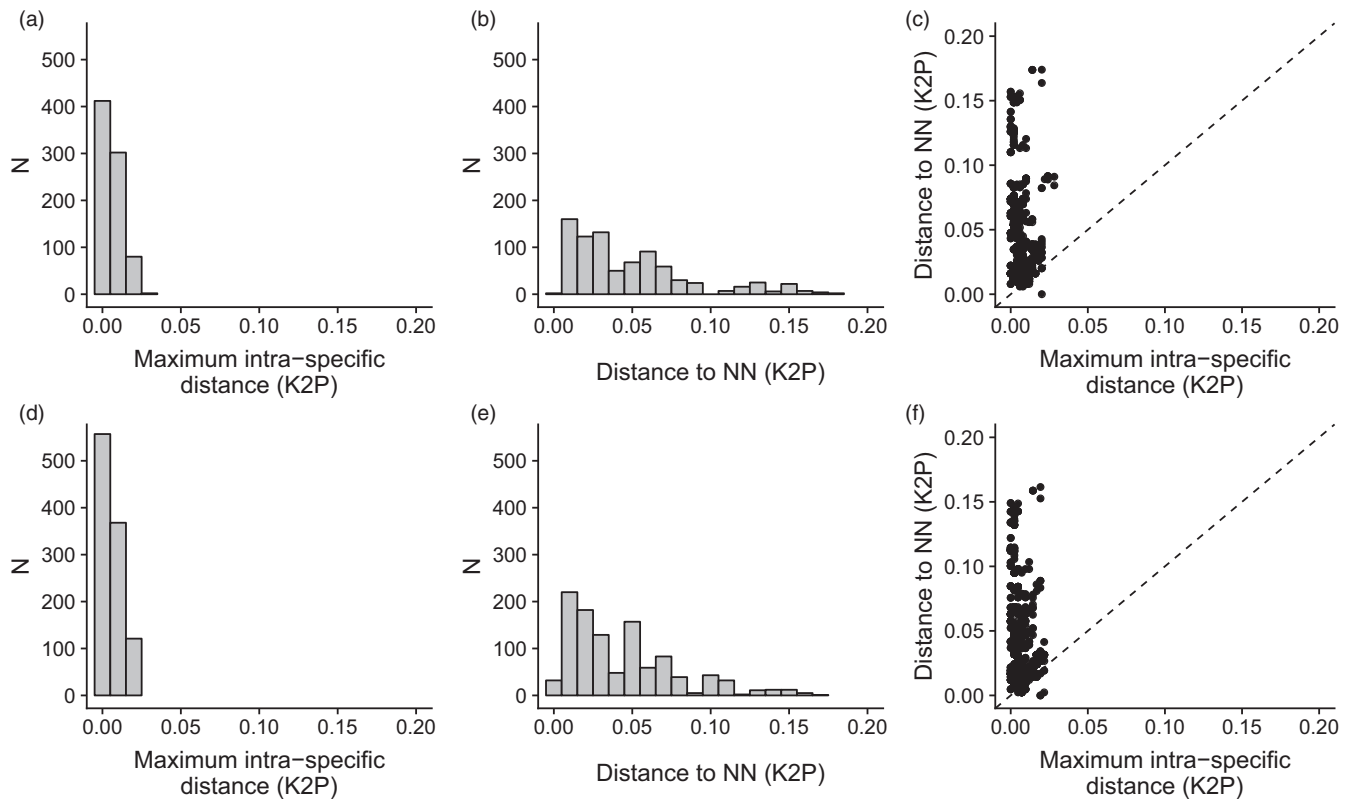 (a)
500
400
300
200
100
0
N
0.00 0.05 0.10 0.15 0.20
Maximum intra−specific
distance (K2P)
(b)
500
400
300
200
100
0
N
0.00 0.05 0.10 0.15 0.20
Distance to NN (K2P)
(c)
0.20
0.15
0.10
0.05
0.00
Distance to NN (K2P)
0.00 0.05 0.10 0.15 0.20
Maximum intra−specific
distance (K2P)
(d)
500
400
300
200
100
0
N
0.00 0.05 0.10 0.15 0.20
Maximum intra−specific
distance (K2P)
(e)
500
400
300
200
100
0
N
0.00 0.05 0.10 0.15 0.20
Distance to NN (K2P)
(f)
0.20
0.15
0.10
0.05
0.00
Distance to NN (K2P)
0.00 0.05 0.10 0.15 0.20
Maximum intra−specific
distance (K2P)